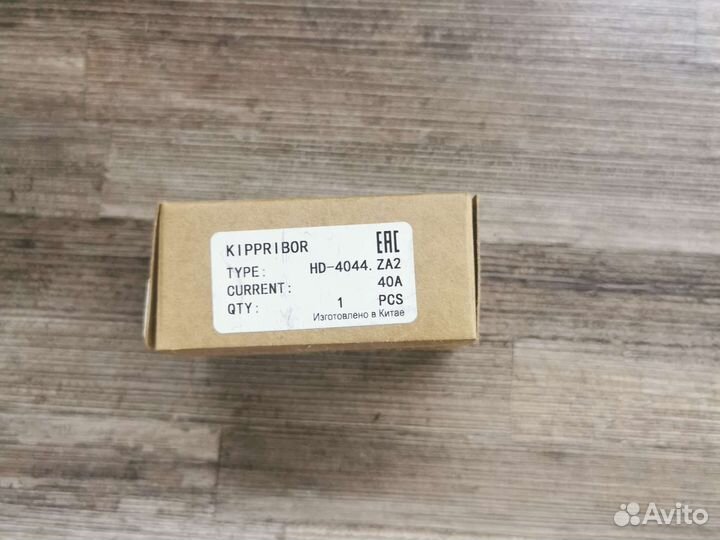 KIPPRIBOR EAC
TYPE: HD-4044.ZA2
CURRENT: 40A
QTY: 1 PCS
Изготовлено в Китае
Avito